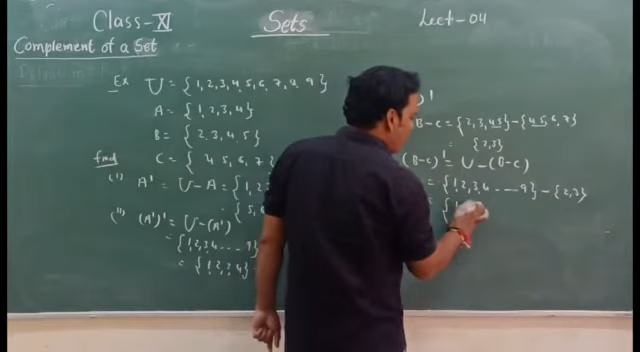 Class-XI
Sets
Lect-04
Complement of a Set
Ex U = {1,2,3,4,5,6,7,8,9}
A = {1,2,3,4}
B = {2,3,4,5}
find C = {4,5,6,7
(i) A' = U-A = {1,2
{5,6
(ii) (A')' = U-(A')
= {1,2,3,4---9}
= {1,2,3,4}
)'
B-C = {2,3,4,5}-{4,5,6,7}
= {2,3}
(B-C)' = U-(B-C)
= {1,2,3,4-----9}-{2,3}
= {1,